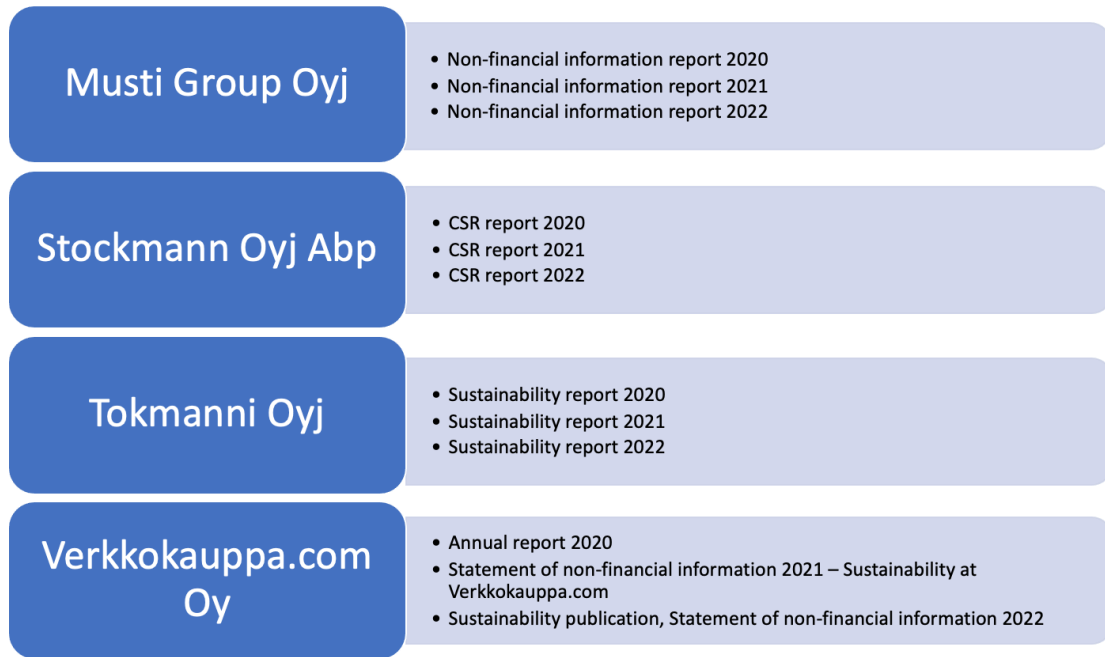 Musti Group Oyj
• Non-financial information report 2020
• Non-financial information report 2021
• Non-financial information report 2022
Stockmann Oyj Abp
• CSR report 2020
• CSR report 2021
• CSR report 2022
Tokmanni Oyj
• Sustainability report 2020
• Sustainability report 2021
• Sustainability report 2022
Verkkokauppa.com
Oy
• Annual report 2020
• Statement of non-financial information 2021 – Sustainability at
Verkkokauppa.com
• Sustainability publication, Statement of non-financial information 2022